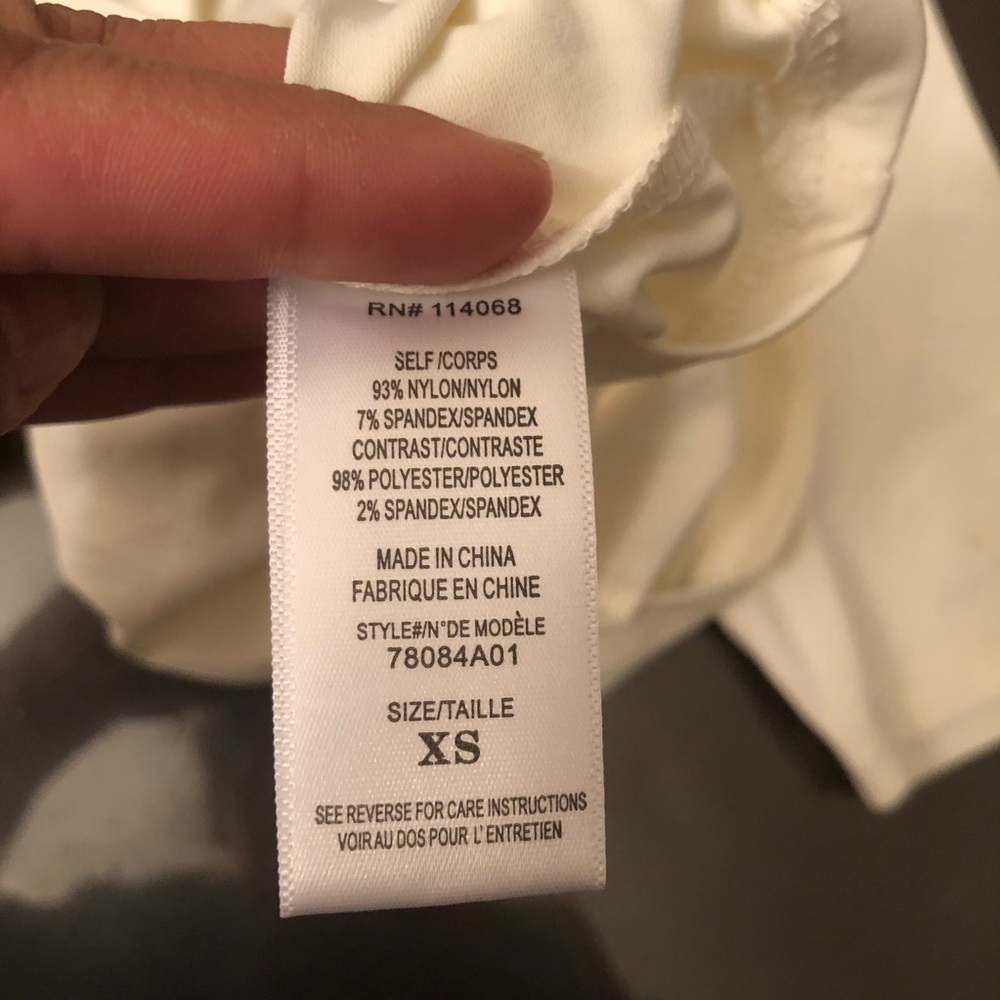 RN# 114068
SELF/CORPS
93% NYLON/NYLON
7% SPANDEX/SPANDEX
CONTRAST/CONTRASTE
98% POLYESTER/POLYESTER
2% SPANDEX/SPANDEX
MADE IN CHINA
FABRIQUE EN CHINE
STYLE#/N°DE MODÈLE
78084A01
SIZE/TAILLE
XS
SEE REVERSE FOR CARE INSTRUCTIONS
VOIR AU DOS POUR L'ENTRETIEN